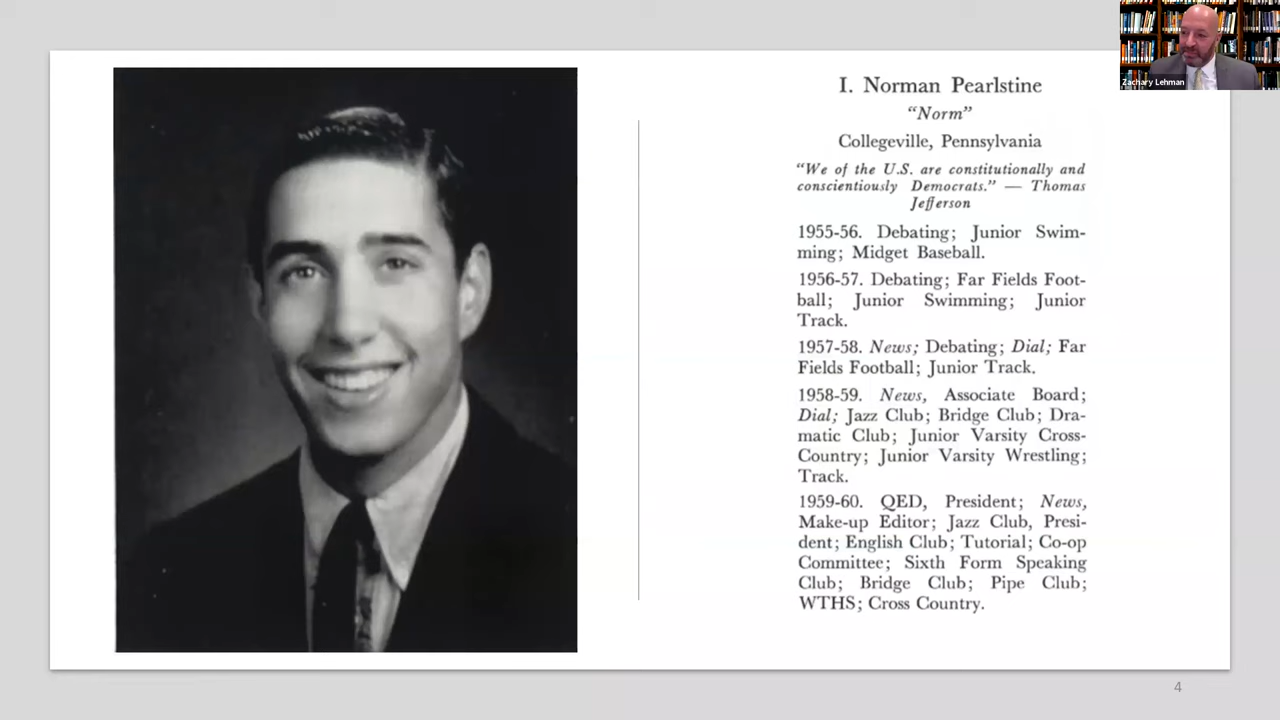 I. Norman Pearlstine
“Norm”
Collegeville, Pennsylvania
“We of the U.S. are constitutionally and
conscientiously Democrats.” — Thomas
Jefferson
1955-56. Debating; Junior Swim-
ming; Midget Baseball.
1956-57. Debating; Far Fields Foot-
ball; Junior Swimming; Junior
Track.
1957-58. News; Debating; Dial; Far
Fields Football; Junior Track.
1958-59. News, Associate Board;
Dial; Jazz Club; Bridge Club; Dra-
matic Club; Junior Varsity Cross-
Country; Junior Varsity Wrestling;
Track.
1959-60. QED, President; News,
Make-up Editor; Jazz Club, Presi-
dent; English Club; Tutorial; Co-op
Committee; Sixth Form Speaking
Club; Bridge Club; Pipe Club;
WTHS; Cross Country.
Zachary Lehman
4